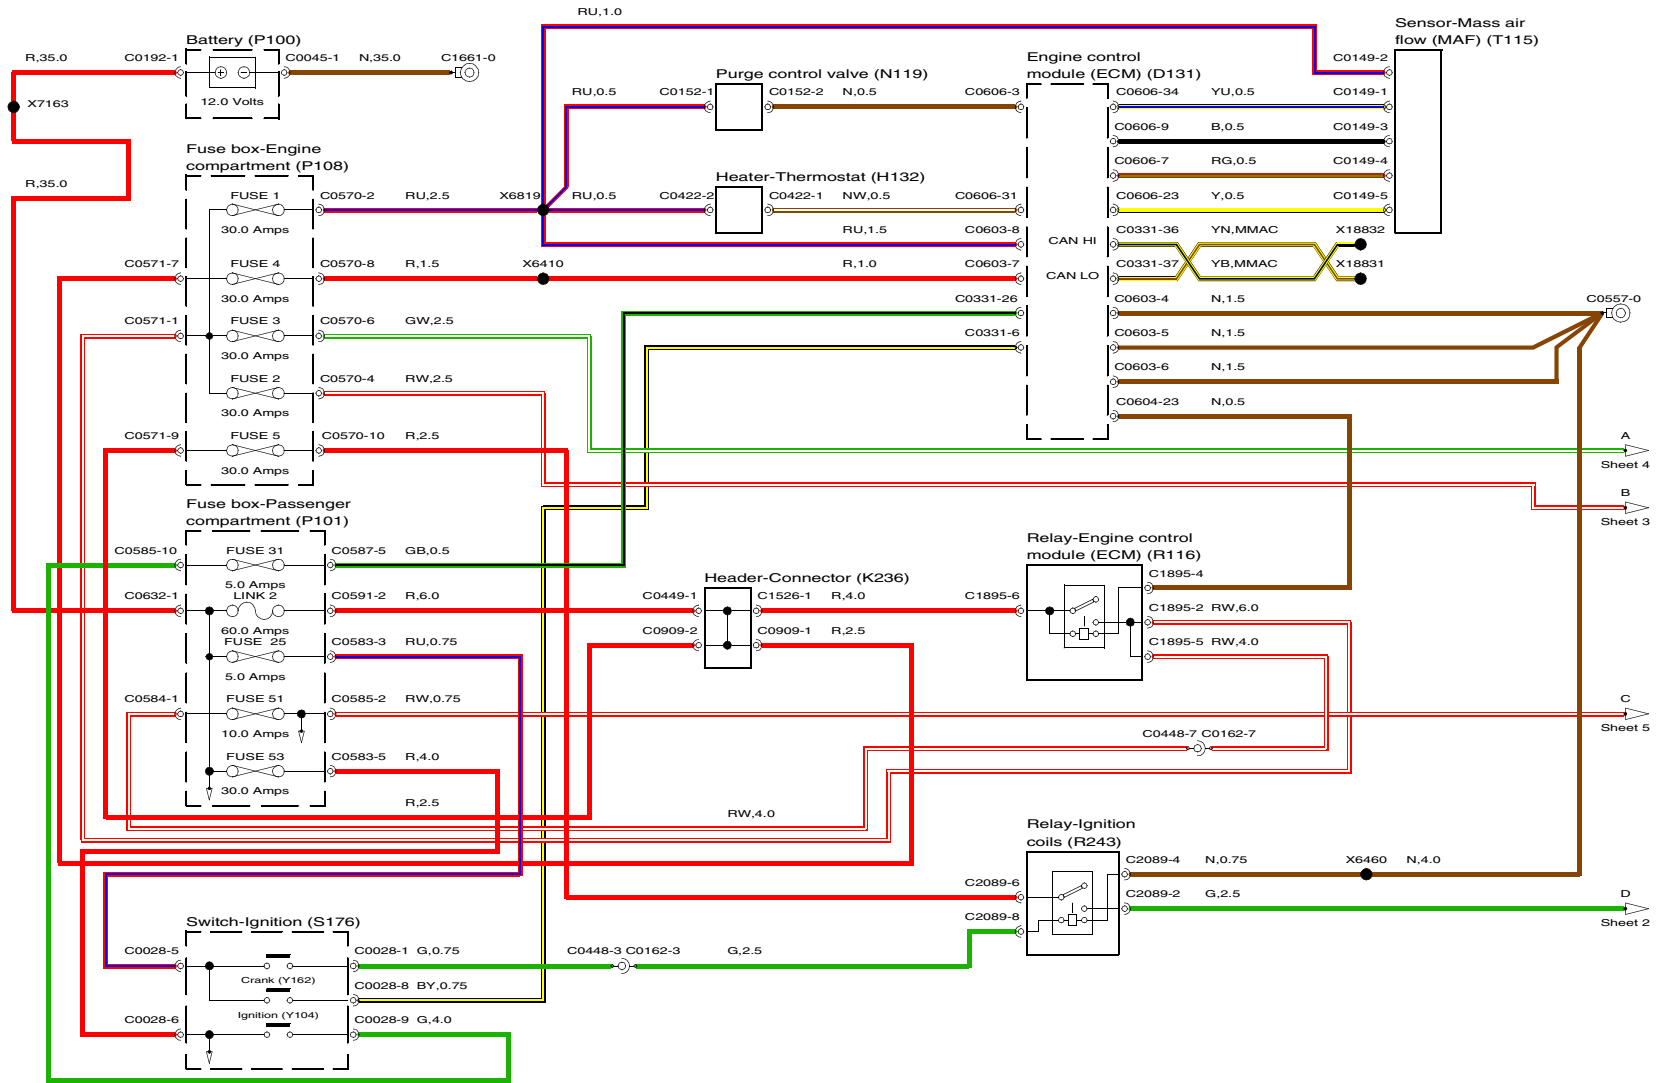 RU,1.0
Sensor-Mass air
flow (MAF) (T115)
Battery (P100)
R,35.0
C0192-1
C0045-1
N,35.0
C1661-0
12.0 Volts
X7163
R,35.0
Engine control
module (ECM) (D131)
C0149-2
Purge control valve (N119)
RU,0.5
C0152-1
C0152-2
N,0.5
C0606-3
C0606-34
YU,0.5
C0149-1
C0606-9
B,0.5
C0149-3
C0606-7
RG,0.5
C0149-4
Fuse box-Engine
compartment (P108)
Heater-Thermostat (H132)
FUSE 1
C0570-2
RU,2.5
X6819
RU,0.5
C0422-2
C0422-1
NW,0.5
C0606-31
C0606-23
Y,0.5
C0149-5
30.0 Amps
RU,1.5
C0603-8
CAN HI
C0331-36
YN,MMAC
X18832
C0571-7
FUSE 4
C0570-8
R,1.5
X6410
R,1.0
C0603-7
CAN LO
C0331-37
YB,MMAC
X18831
30.0 Amps
C0331-26
C0603-4
N,1.5
C0557-0
C0571-1
FUSE 3
C0570-6
GW,2.5
C0331-6
C0603-5
N,1.5
30.0 Amps
C0603-6
N,1.5
FUSE 2
C0570-4
RW,2.5
C0604-23
N,0.5
30.0 Amps
C0571-9
FUSE 5
C0570-10
R,2.5
A
Sheet 4
30.0 Amps
B
Sheet 3
Fuse box-Passenger
compartment (P101)
Relay-Engine control
module (ECM) (R116)
C0585-10
FUSE 31
C0587-5
GB,0.5
5.0 Amps
Header-Connector (K236)
C1895-4
C0632-1
LINK 2
C0591-2
R,6.0
C0449-1
C1526-1
R,4.0
C1895-6
C1895-2
RW,6.0
60.0 Amps
FUSE 25
C0583-3
RU,0.75
C0909-2
C0909-1
R,2.5
C1895-5
RW,4.0
5.0 Amps
C0584-1
FUSE 51
C0585-2
RW,0.75
C
Sheet 5
10.0 Amps
C0448-7
C0162-7
FUSE 53
C0583-5
R,4.0
30.0 Amps
R,2.5
RW,4.0
Relay-Ignition
coils (R243)
C2089-4
N,0.75
X6460
N,4.0
C2089-6
C2089-2
G,2.5
D
Sheet 2
C2089-8
Switch-Ignition (S176)
C0028-5
C0028-1
G,0.75
C0448-3
C0162-3
G,2.5
Crank (Y162)
C0028-8
BY,0.75
Ignition (Y104)
C0028-6
C0028-9
G,4.0